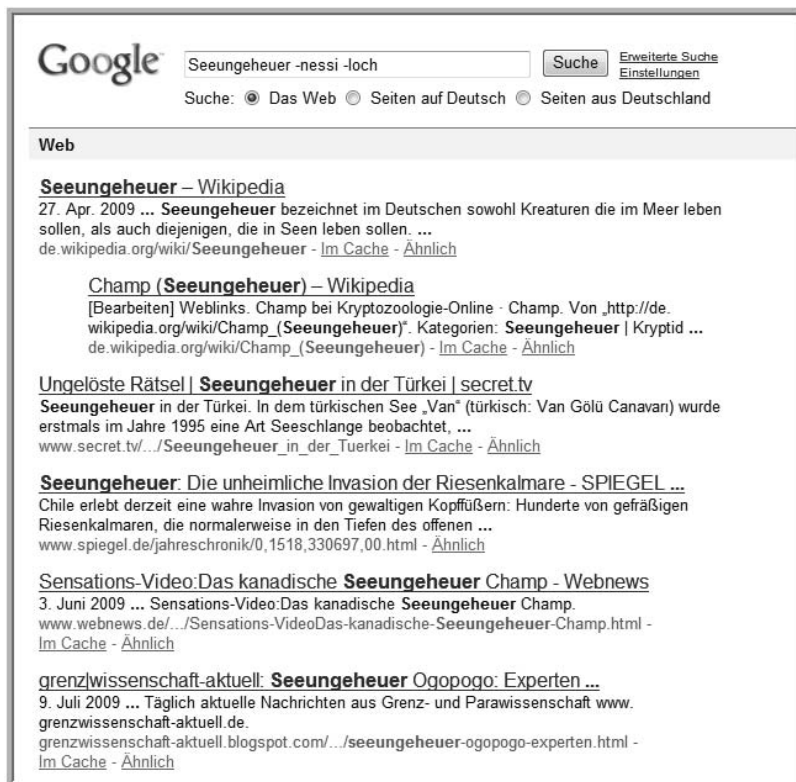 Google
Seeungeheuer -nessi -loch
Suche
Erweiterte Suche
Einstellungen
Suche: Das Web Seiten auf Deutsch Seiten aus Deutschland
Web
Seeungeheuer – Wikipedia
27. Apr. 2009 ... Seeungeheuer bezeichnet im Deutschen sowohl Kreaturen die im Meer leben
sollen, als auch diejenigen, die in Seen leben sollen. ...
de.wikipedia.org/wiki/Seeungeheuer - Im Cache - Ähnlich
Champ (Seeungeheuer) – Wikipedia
[Bearbeiten] Weblinks. Champ bei Kryptozoologie-Online · Champ. Von „http://de.
wikipedia.org/wiki/Champ_(Seeungeheuer)“. Kategorien: Seeungeheuer | Kryptid ...
de.wikipedia.org/wiki/Champ_(Seeungeheuer) - Im Cache - Ähnlich
Ungelöste Rätsel | Seeungeheuer in der Türkei | secret.tv
Seeungeheuer in der Türkei. In dem türkischen See „Van“ (türkisch: Van Gölü Canavarı) wurde
erstmals im Jahre 1995 eine Art Seeschlange beobachtet, ...
www.secret.tv/.../Seeungeheuer_in_der_Tuerkei - Im Cache - Ähnlich
Seeungeheuer: Die unheimliche Invasion der Riesenkalmare - SPIEGEL ...
Chile erlebt derzeit eine wahre Invasion von gewaltigen Kopffüßern: Hunderte von gefräßigen
Riesenkalmaren, die normalerweise in den Tiefen des offenen ...
www.spiegel.de/jahreschronik/0,1518,330697,00.html - Ähnlich
Sensations-Video:Das kanadische Seeungeheuer Champ - Webnews
3. Juni 2009 ... Sensations-Video:Das kanadische Seeungeheuer Champ.
www.webnews.de/.../Sensations-VideoDas-kanadische-Seeungeheuer-Champ.html -
Im Cache - Ähnlich
grenz|wissenschaft-aktuell: Seeungeheuer Ogopogo: Experten ...
9. Juli 2009 ... Täglich aktuelle Nachrichten aus Grenz- und Parawissenschaft www.
grenzwissenschaft-aktuell.de.
grenzwissenschaft-aktuell.blogspot.com/.../seeungeheuer-ogopogo-experten.html -
Im Cache - Ähnlich